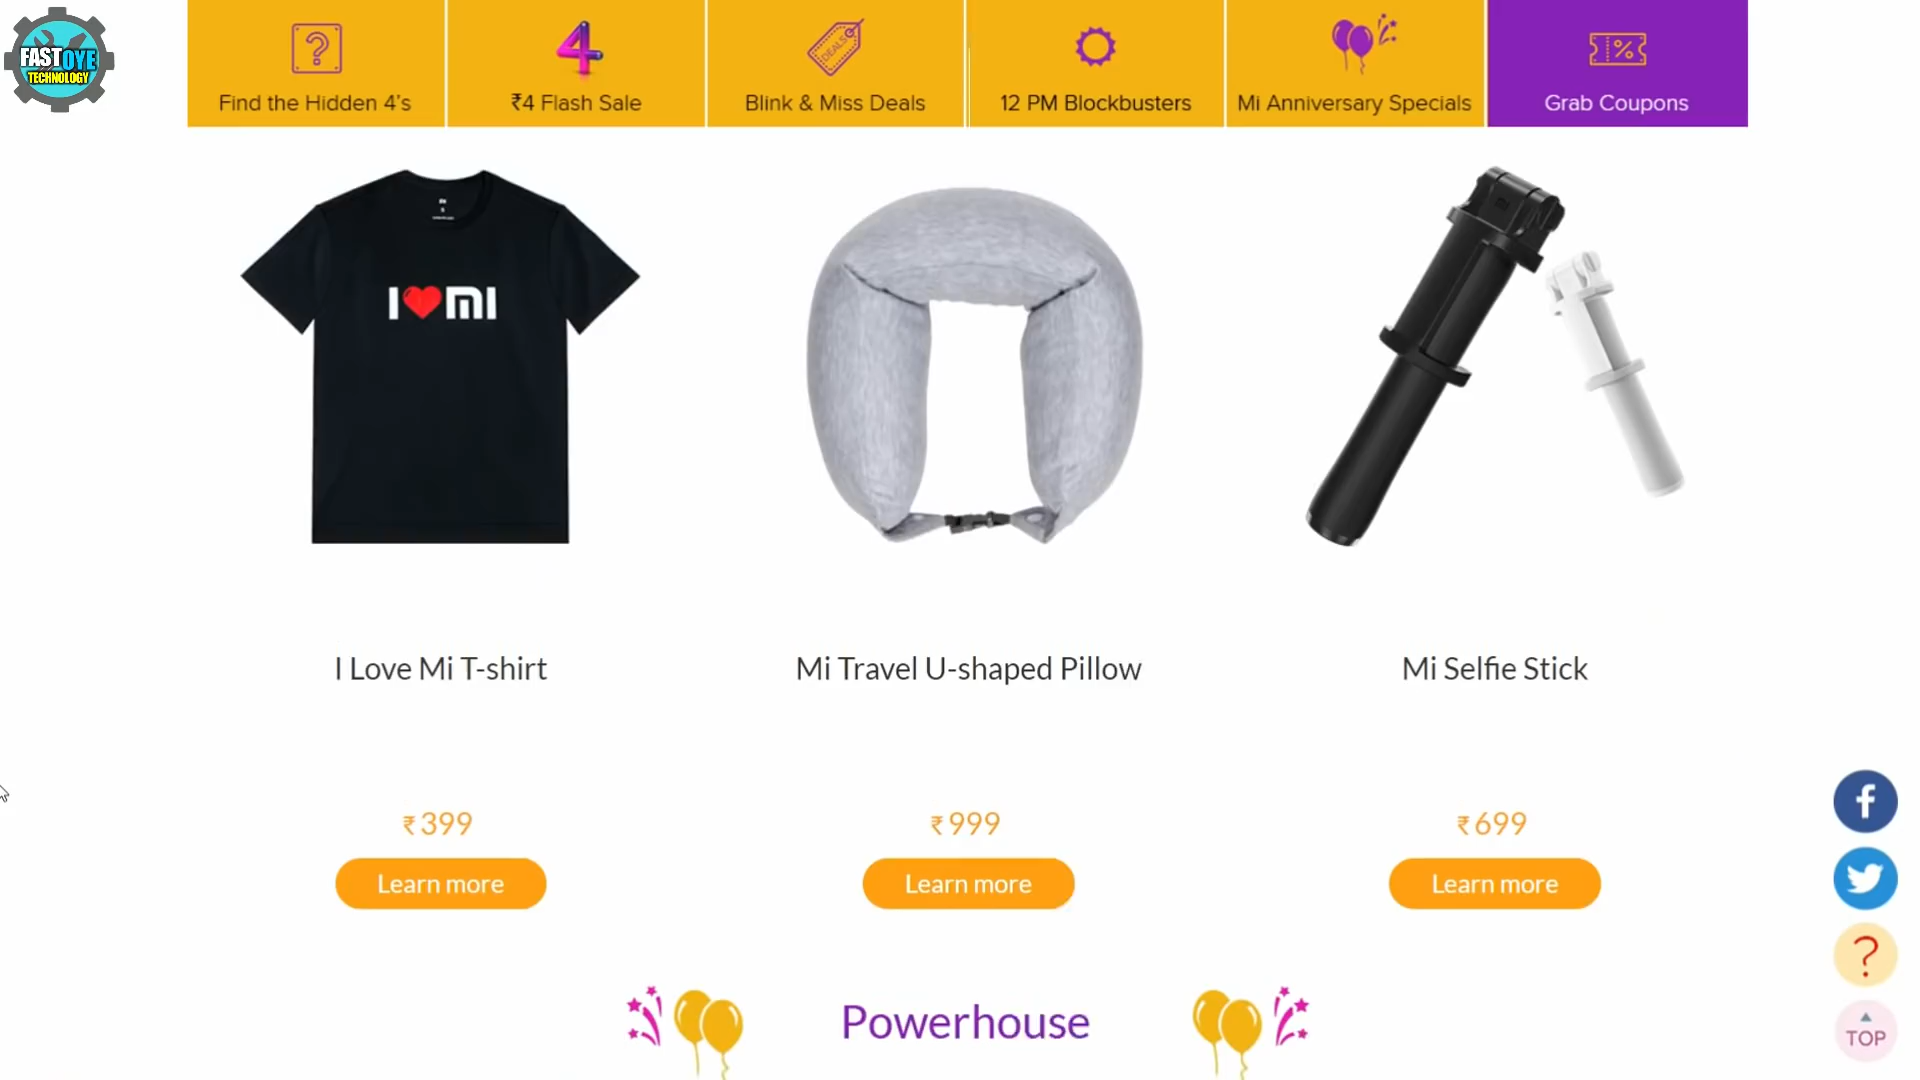 FASTOYE
TECHNOLOGY
Find the Hidden 4's
4
₹4 Flash Sale
DEALS
Blink & Miss Deals
12 PM Blockbusters
Mi Anniversary Specials
%
Grab Coupons
I ❤ MI
I Love Mi T-shirt
Mi Travel U-shaped Pillow
Mi Selfie Stick
₹399
₹999
₹699
Learn more
Learn more
Learn more
Powerhouse
?
TOP